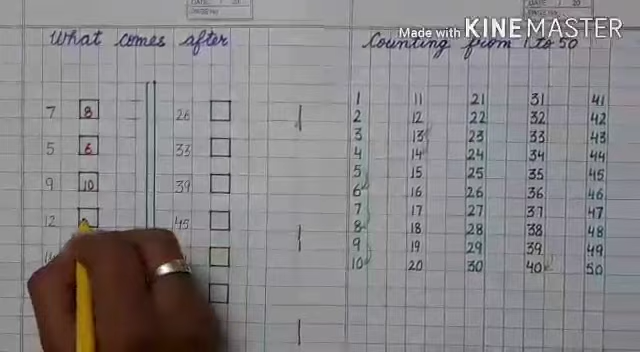 Made with KINEMASTER
What comes after
Counting from 1 to 50
7 8 26
5 6 33
9 10 39
12 45
1 11 21 31 41
2 12 22 32 42
3 13 23 33 43
4 14 24 34 44
5 15 25 35 45
6 16 26 36 46
7 17 27 37 47
8 18 28 38 48
9 19 29 39 49
10 20 30 40 50